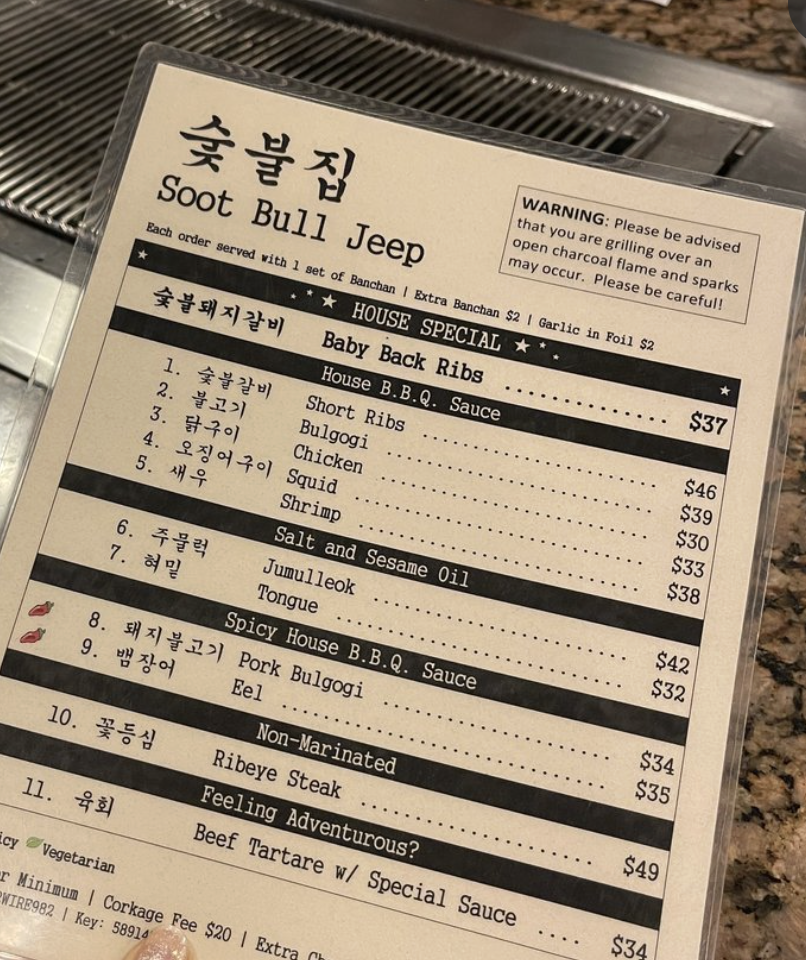 숯불집
Soot Bull Jeep
WARNING: Please be advised
that you are grilling over an
open charcoal flame and sparks
may occur. Please be careful!
Each order served with 1 set of Banchan | Extra Banchan $2 | Garlic in Foil $2
HOUSE SPECIAL
숯불돼지갈비 Baby Back Ribs $37
House B.B.Q. Sauce
1. 숯불갈비 Short Ribs $46
2. 불고기 Bulgogi $39
3. 닭구이 Chicken $30
4. 오징어구이 Squid $33
5. 새우 Shrimp $38
Salt and Sesame Oil
6. 주물럭 Jumulleok $42
7. 혀밑 Tongue $32
Spicy House B.B.Q. Sauce
8. 돼지불고기 Pork Bulgogi $34
9. 뱀장어 Eel $35
Non-Marinated
10. 꽃등심 Ribeye Steak $49
Feeling Adventurous?
11. 육회 Beef Tartare w/ Special Sauce $34
Vegetarian
Minimum | Corkage Fee $20 | Extra
WIRE982 | Key: